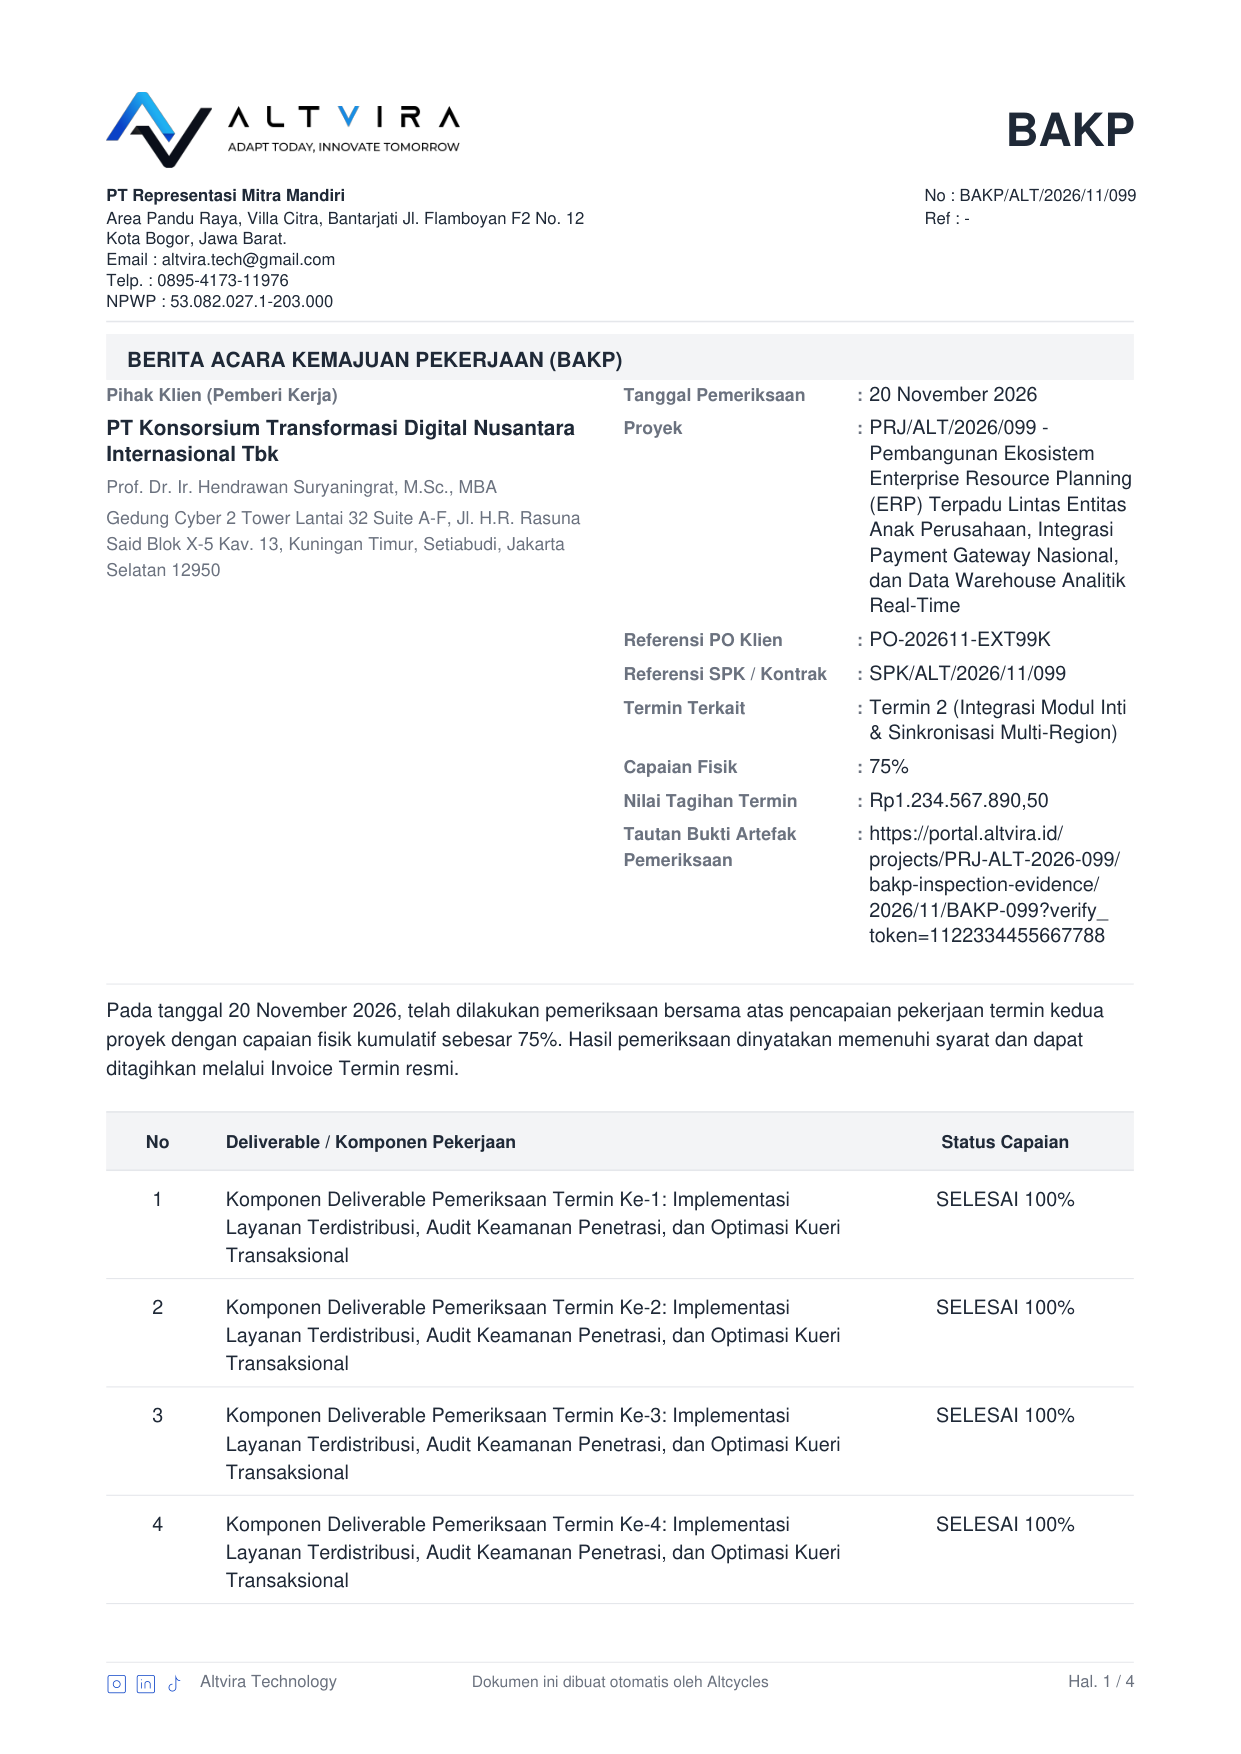 ALTVIRA
ADAPT TODAY, INNOVATE TOMORROW
BAKP
PT Representasi Mitra Mandiri
Area Pandu Raya, Villa Citra, Bantarjati Jl. Flamboyan F2 No. 12
Kota Bogor, Jawa Barat.
Email : altvira.tech@gmail.com
Telp. : 0895-4173-11976
NPWP : 53.082.027.1-203.000
No : BAKP/ALT/2026/11/099
Ref : -
BERITA ACARA KEMAJUAN PEKERJAAN (BAKP)
Pihak Klien (Pemberi Kerja)
PT Konsorsium Transformasi Digital Nusantara
Internasional Tbk
Prof. Dr. Ir. Hendrawan Suryaningrat, M.Sc., MBA
Gedung Cyber 2 Tower Lantai 32 Suite A-F, Jl. H.R. Rasuna
Said Blok X-5 Kav. 13, Kuningan Timur, Setiabudi, Jakarta
Selatan 12950
Tanggal Pemeriksaan : 20 November 2026
Proyek : PRJ/ALT/2026/099 -
Pembangunan Ekosistem
Enterprise Resource Planning
(ERP) Terpadu Lintas Entitas
Anak Perusahaan, Integrasi
Payment Gateway Nasional,
dan Data Warehouse Analitik
Real-Time
Referensi PO Klien : PO-202611-EXT99K
Referensi SPK / Kontrak : SPK/ALT/2026/11/099
Termin Terkait : Termin 2 (Integrasi Modul Inti
& Sinkronisasi Multi-Region)
Capaian Fisik : 75%
Nilai Tagihan Termin : Rp1.234.567.890,50
Tautan Bukti Artefak : https://portal.altvira.id/
Pemeriksaan projects/PRJ-ALT-2026-099/
bakp-inspection-evidence/
2026/11/BAKP-099?verify_
token=1122334455667788
Pada tanggal 20 November 2026, telah dilakukan pemeriksaan bersama atas pencapaian pekerjaan termin kedua
proyek dengan capaian fisik kumulatif sebesar 75%. Hasil pemeriksaan dinyatakan memenuhi syarat dan dapat
ditagihkan melalui Invoice Termin resmi.
No Deliverable / Komponen Pekerjaan Status Capaian
1 Komponen Deliverable Pemeriksaan Termin Ke-1: Implementasi SELESAI 100%
Layanan Terdistribusi, Audit Keamanan Penetrasi, dan Optimasi Kueri
Transaksional
2 Komponen Deliverable Pemeriksaan Termin Ke-2: Implementasi SELESAI 100%
Layanan Terdistribusi, Audit Keamanan Penetrasi, dan Optimasi Kueri
Transaksional
3 Komponen Deliverable Pemeriksaan Termin Ke-3: Implementasi SELESAI 100%
Layanan Terdistribusi, Audit Keamanan Penetrasi, dan Optimasi Kueri
Transaksional
4 Komponen Deliverable Pemeriksaan Termin Ke-4: Implementasi SELESAI 100%
Layanan Terdistribusi, Audit Keamanan Penetrasi, dan Optimasi Kueri
Transaksional
Altvira Technology Dokumen ini dibuat otomatis oleh Altcycles Hal. 1 / 4